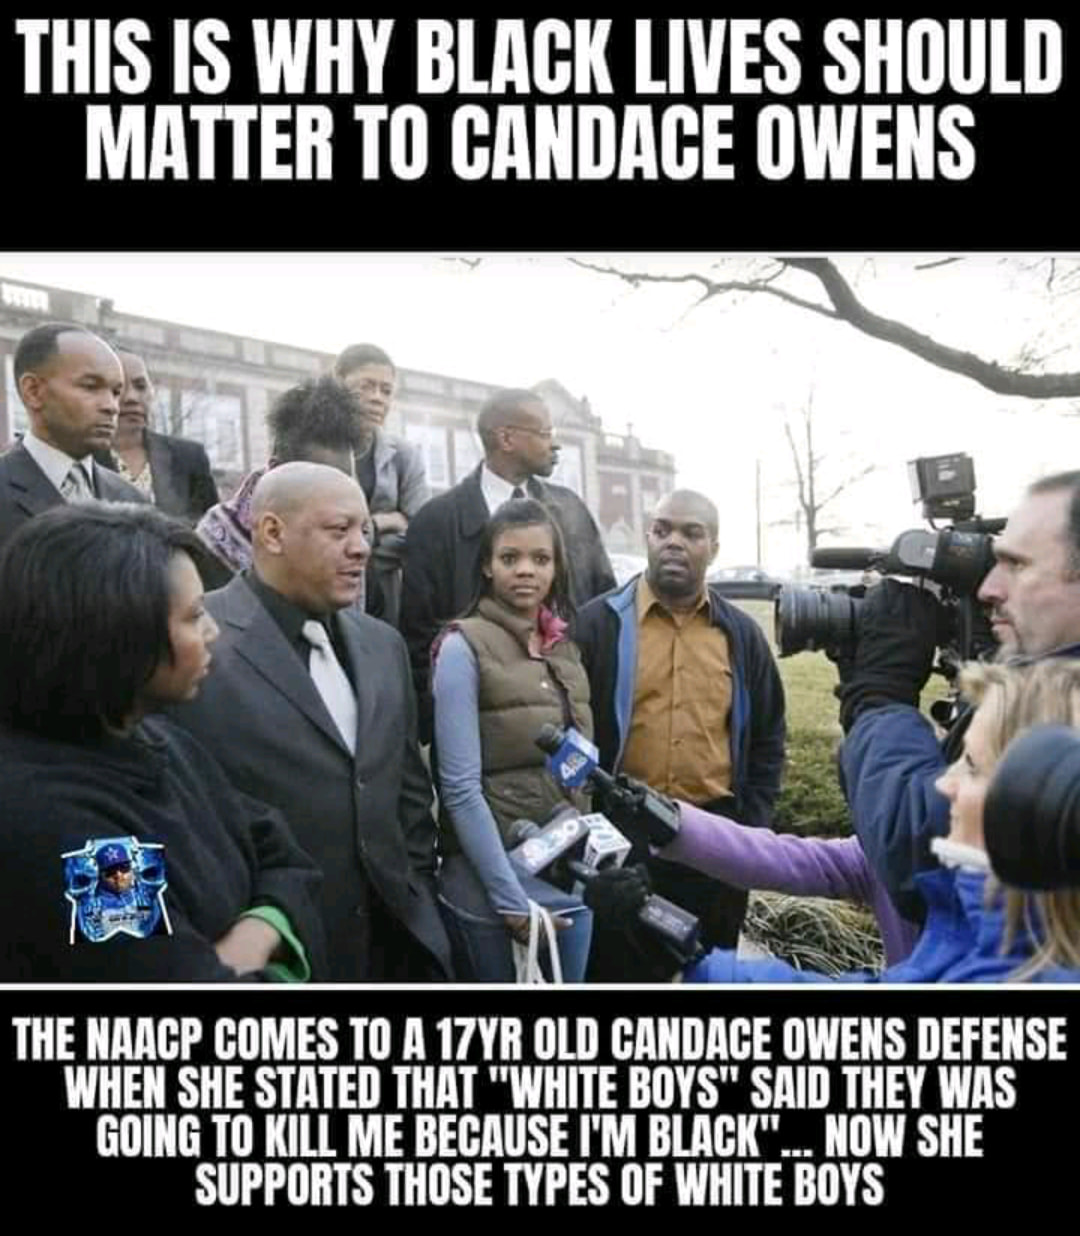 THIS IS WHY BLACK LIVES SHOULD
MATTER TO CANDACE OWENS
4
30
THE NAACP COMES TO A 17YR OLD CANDACE OWENS DEFENSE
WHEN SHE STATED THAT "WHITE BOYS" SAID THEY WAS
GOING TO KILL ME BECAUSE I'M BLACK"... NOW SHE
SUPPORTS THOSE TYPES OF WHITE BOYS